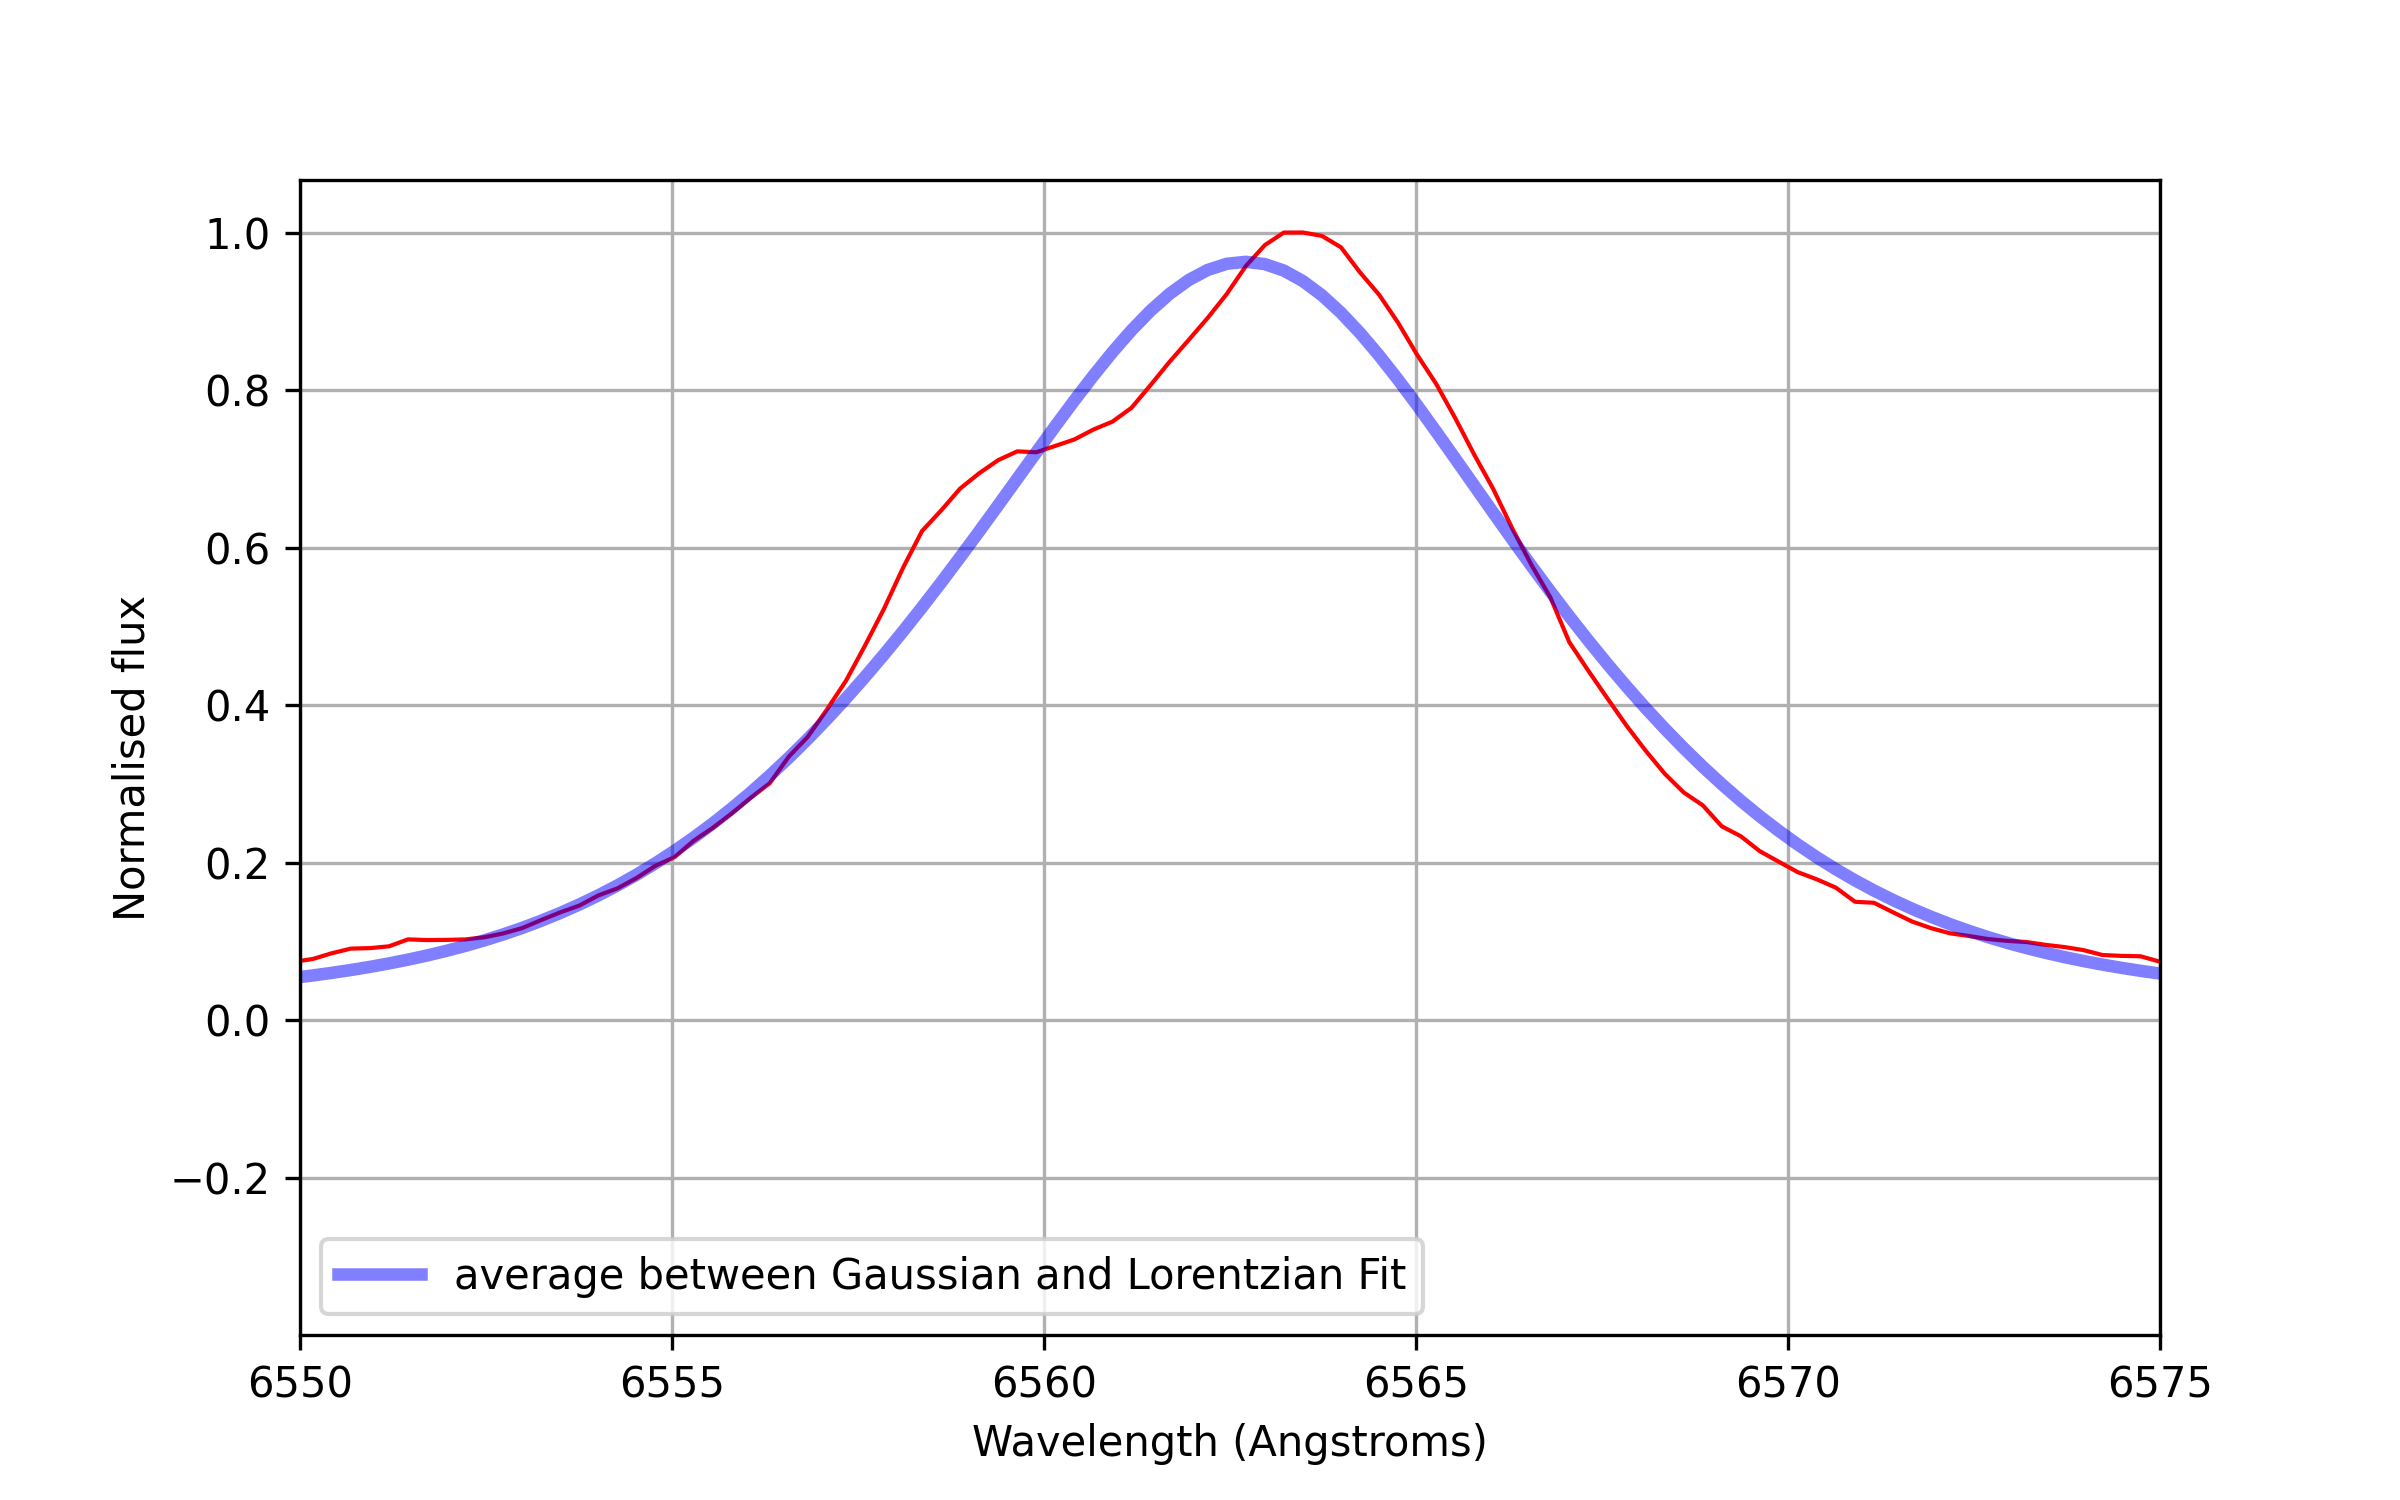 1.0
0.8
0.6
0.4
0.2
0.0
−0.2
Normalised flux
average between Gaussian and Lorentzian Fit
6550 6555 6560 6565 6570 6575
Wavelength (Angstroms)